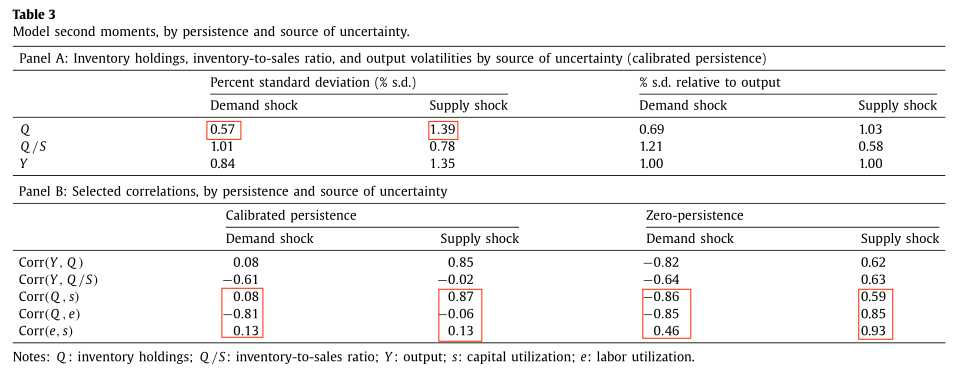 Table 3
Model second moments, by persistence and source of uncertainty.
Panel A: Inventory holdings, inventory-to-sales ratio, and output volatilities by source of uncertainty (calibrated persistence)
Percent standard deviation (% s.d.) % s.d. relative to output
Demand shock Supply shock Demand shock Supply shock
Q 0.57 1.39 0.69 1.03
Q/S 1.01 0.78 1.21 0.58
Y 0.84 1.35 1.00 1.00
Panel B: Selected correlations, by persistence and source of uncertainty
Calibrated persistence Zero-persistence
Demand shock Supply shock Demand shock Supply shock
Corr(Y, Q) 0.08 0.85 −0.82 0.62
Corr(Y, Q/S) −0.61 −0.02 −0.64 0.63
Corr(Q, s) 0.08 0.87 −0.86 0.59
Corr(Q, e) −0.81 −0.06 −0.85 0.85
Corr(e, s) 0.13 0.13 0.46 0.93
Notes: Q: inventory holdings; Q/S: inventory-to-sales ratio; Y: output; s: capital utilization; e: labor utilization.